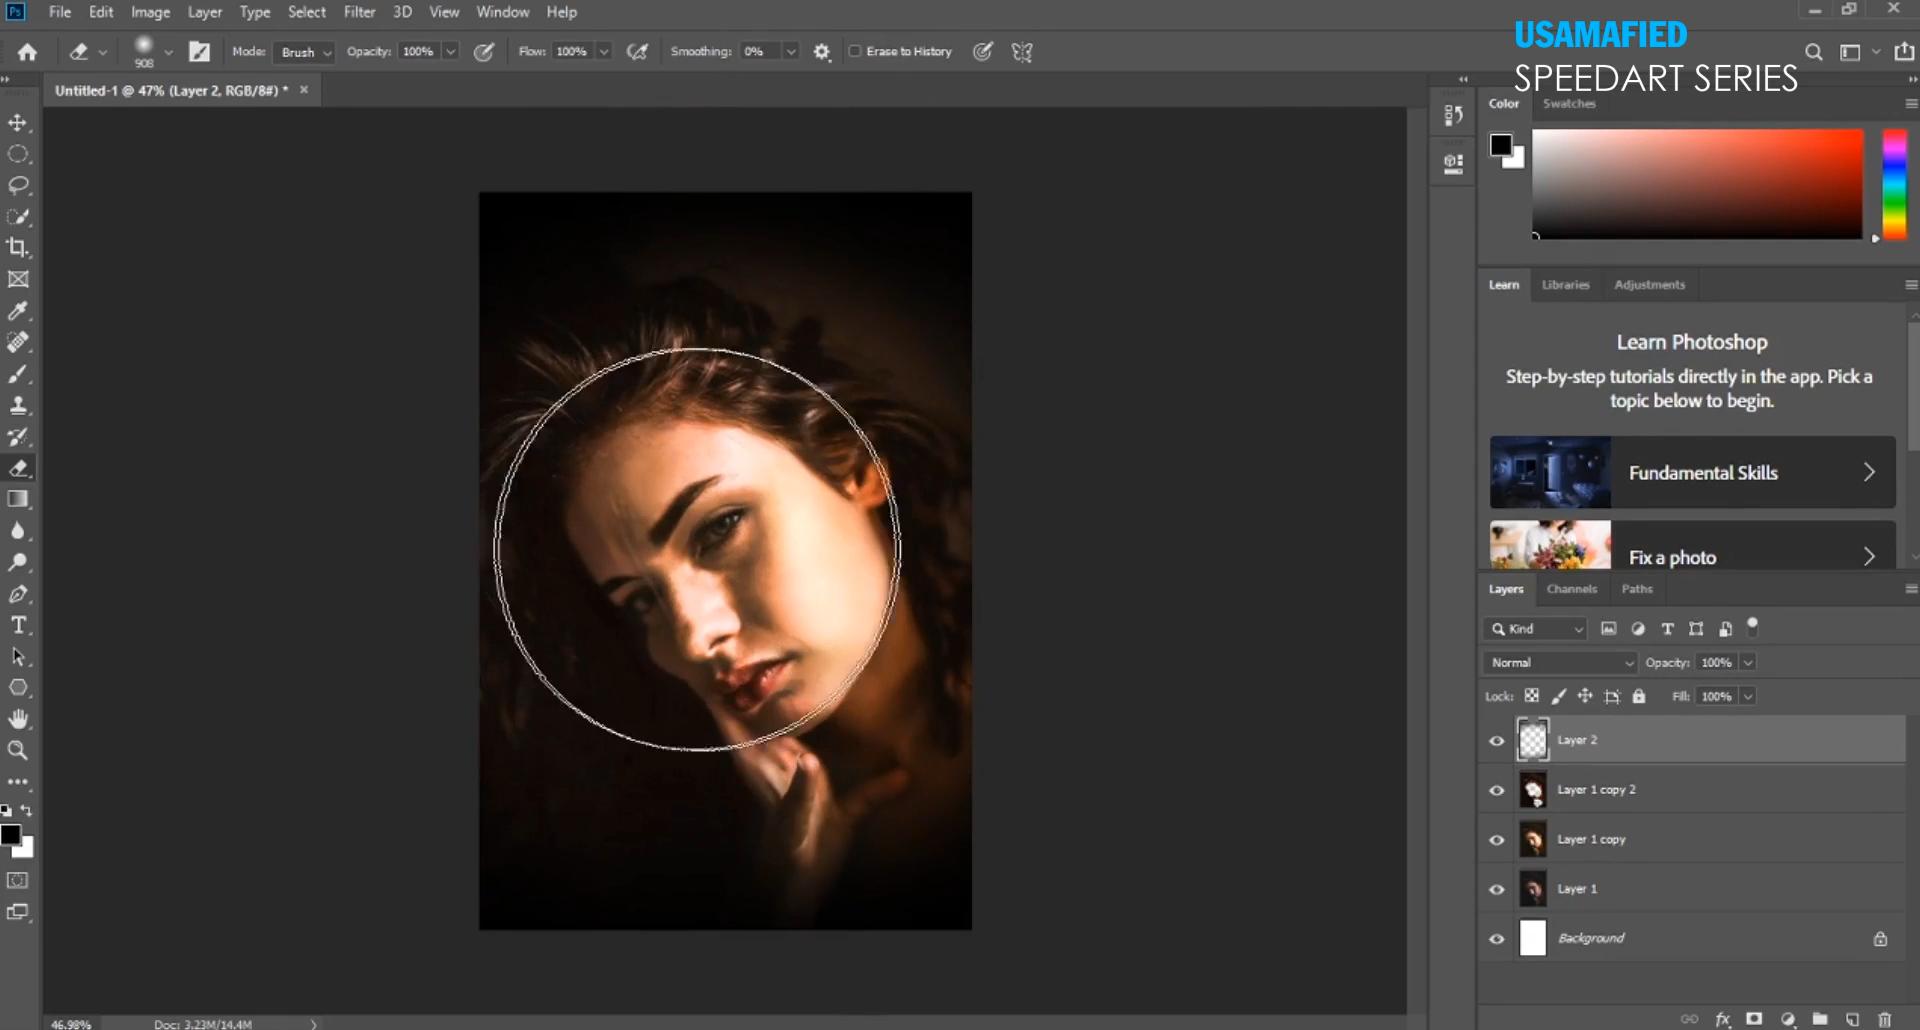 Ps File Edit Image Layer Type Select Filter 3D View Window Help
USAMAFIED
SPEEDART SERIES
908 Mode: Brush Opacity: 100% Flow: 100% Smoothing: 0% Erase to History
Untitled-1 @ 47% (Layer 2, RGB/8#) *
Color Swatches
Learn Libraries Adjustments
Learn Photoshop
Step-by-step tutorials directly in the app. Pick a
topic below to begin.
Fundamental Skills
Fix a photo
Layers Channels Paths
Kind
Normal Opacity: 100%
Lock: Fill: 100%
Layer 2
Layer 1 copy 2
Layer 1 copy
Layer 1
Background
46.98% Doc: 3.23M/14.4M